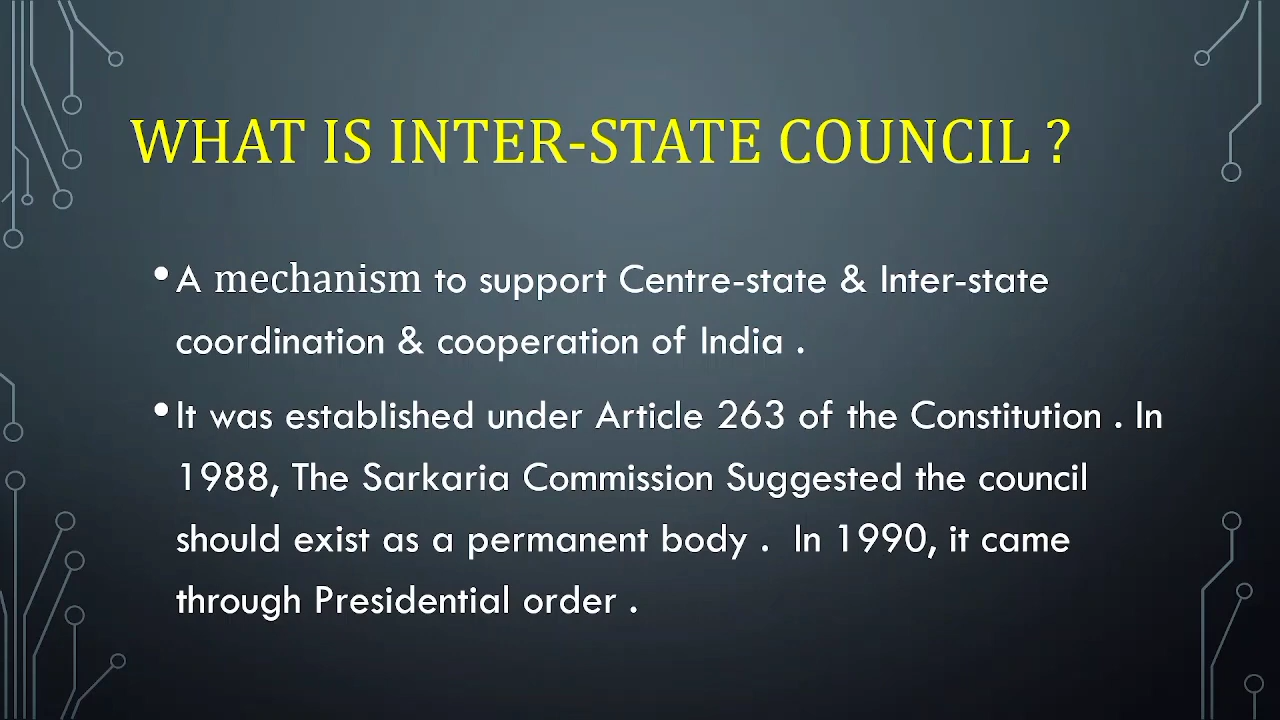 WHAT IS INTER-STATE COUNCIL ?
•A mechanism to support Centre-state & Inter-state
coordination & cooperation of India .
•It was established under Article 263 of the Constitution . In
1988, The Sarkaria Commission Suggested the council
should exist as a permanent body .  In 1990, it came
through Presidential order .